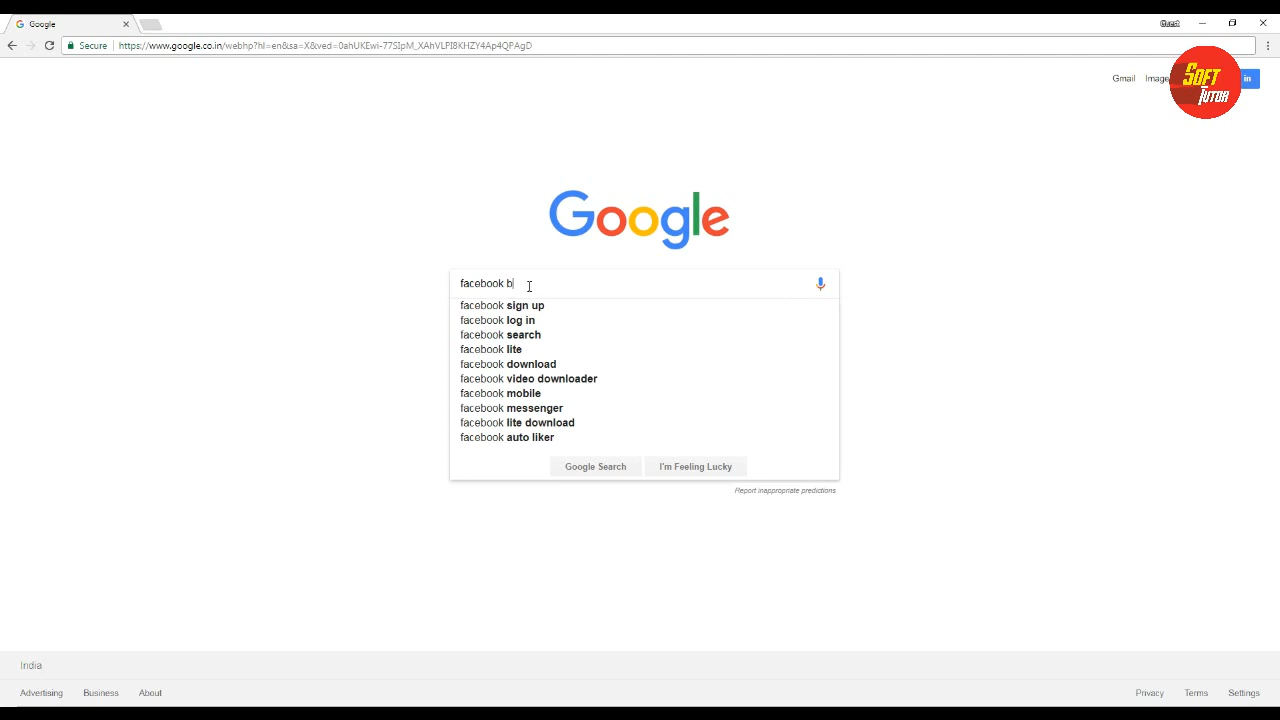 Google
Guest
Secure
https://www.google.co.in/webhp?hl=en&sa=X&ved=0ahUKEwi-77SIpM_XAhVLPI8KHZY4Ap4QPAgD
Gmail Image in
SOFT
TUTOR
Google
facebook b
facebook sign up
facebook log in
facebook search
facebook lite
facebook download
facebook video downloader
facebook mobile
facebook messenger
facebook lite download
facebook auto liker
Google Search I'm Feeling Lucky
Report inappropriate predictions
India
Advertising Business About Privacy Terms Settings